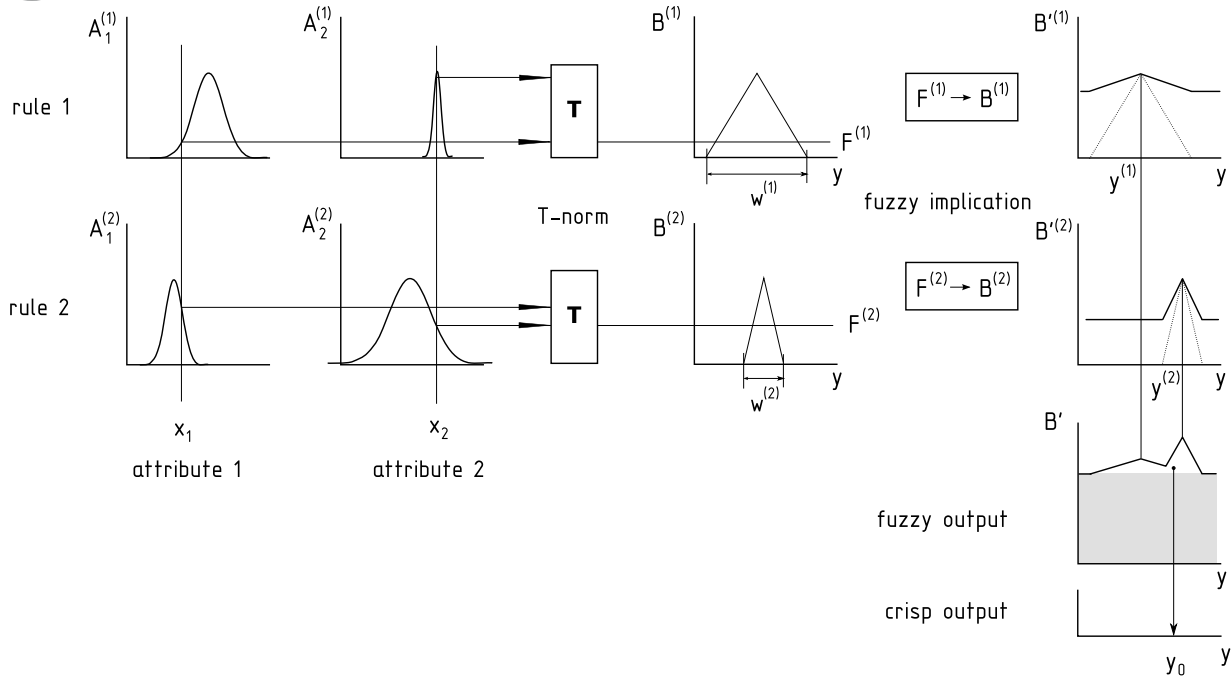 A₁⁽¹⁾ A₂⁽¹⁾ B⁽¹⁾ B'⁽¹⁾
rule 1 T F⁽¹⁾ → B⁽¹⁾
F⁽¹⁾
y y⁽¹⁾ y
w⁽¹⁾
T-norm fuzzy implication
A₁⁽²⁾ A₂⁽²⁾ B⁽²⁾ B'⁽²⁾
rule 2 T F⁽²⁾ → B⁽²⁾
F⁽²⁾
y y⁽²⁾ y
w⁽²⁾
x₁ x₂ B'
attribute 1 attribute 2
fuzzy output
y
crisp output
y
y₀